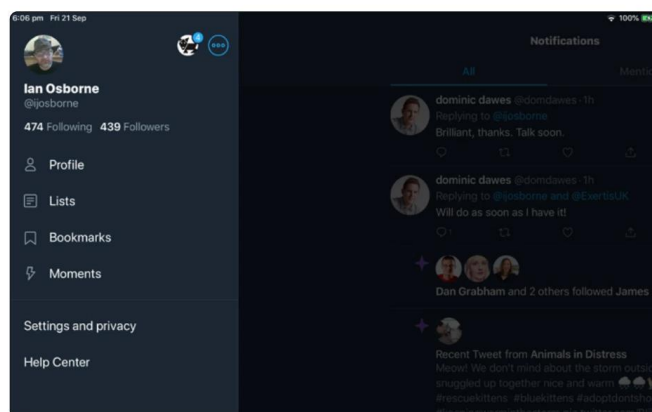 6:06 pm Fri 21 Sep
100%
4
Ian Osborne
@ijosborne
474 Following 439 Followers
Profile
Lists
Bookmarks
Moments
Settings and privacy
Help Center
Notifications
All
Mentio
dominic dawes @domdawes · 1h
Replying to @ijosborne
Brilliant, thanks. Talk soon.
dominic dawes @domdawes · 1h
Replying to @ijosborne and @ExertisUK
Will do as soon as I have it!
1
Dan Grabham and 2 others followed James
Recent Tweet from Animals in Distress
Meow! We don't mind about the storm outsid
snuggled up together nice and warm
#rescuekittens #bluekittens #adoptdontsho